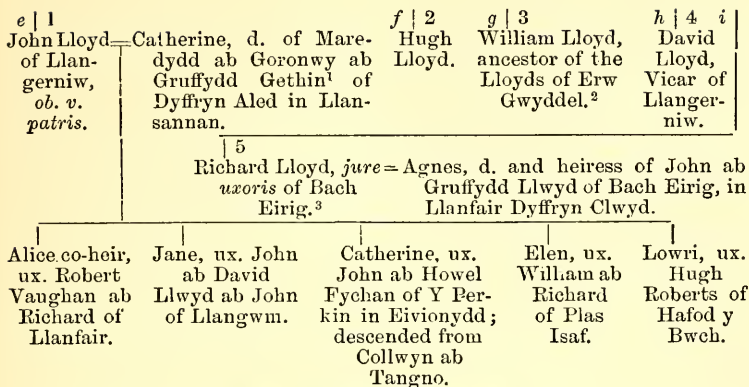 e | 1
John Lloyd=Catherine, d. of Mare-
of Llan-
gerniw,
ob. v.
patris.
dydd ab Goronwy ab
Gruffydd Gethin¹ of
Dyffryn Aled in Llan-
sannan.
f | 2
Hugh
Lloyd.
g | 3
William Lloyd,
ancestor of the
Lloyds of Erw
Gwyddel.²
h | 4 i
David
Lloyd,
Vicar of
Llanger-
niw.
| 5
Richard Lloyd, jure=Agnes, d. and heiress of John ab
uxoris of Bach
Eirig.³
Gruffydd Llwyd of Bach Eirig, in
Llanfair Dyffryn Clwyd.
Alice co-heir,
ux. Robert
Vaughan ab
Richard of
Llanfair.
Jane, ux. John
ab David
Llwyd ab John
of Llangwm.
Catherine, ux.
John ab Howel
Fychan of Y Per-
kin in Eivionydd;
descended from
Collwyn ab
Tangno.
Elen, ux.
William ab
Richard
of Plas
Isaf.
Lowri, ux.
Hugh
Roberts of
Hafod y
Bwch.